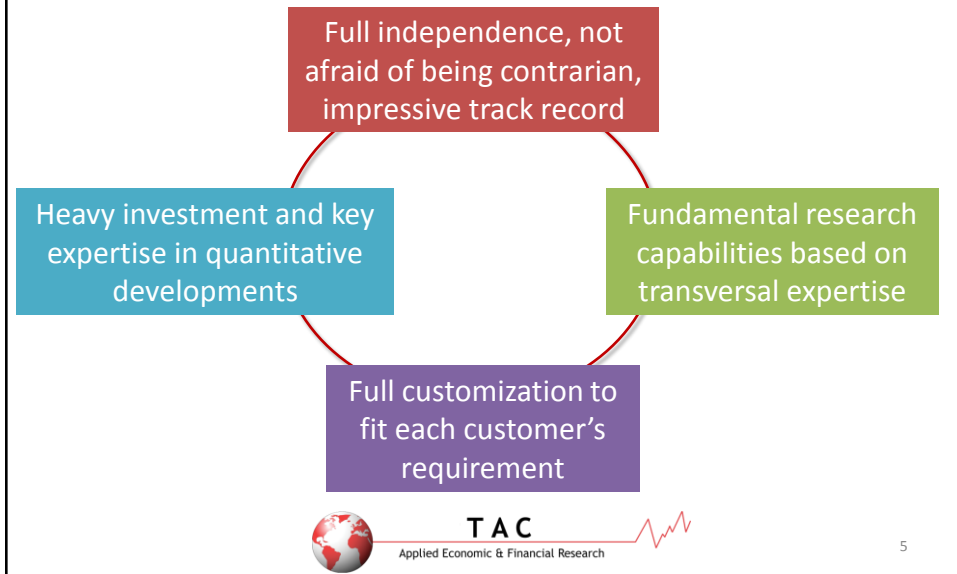 Full independence, not
afraid of being contrarian,
impressive track record
Heavy investment and key
expertise in quantitative
developments
Fundamental research
capabilities based on
transversal expertise
Full customization to
fit each customer’s
requirement
T A C
Applied Economic & Financial Research
5